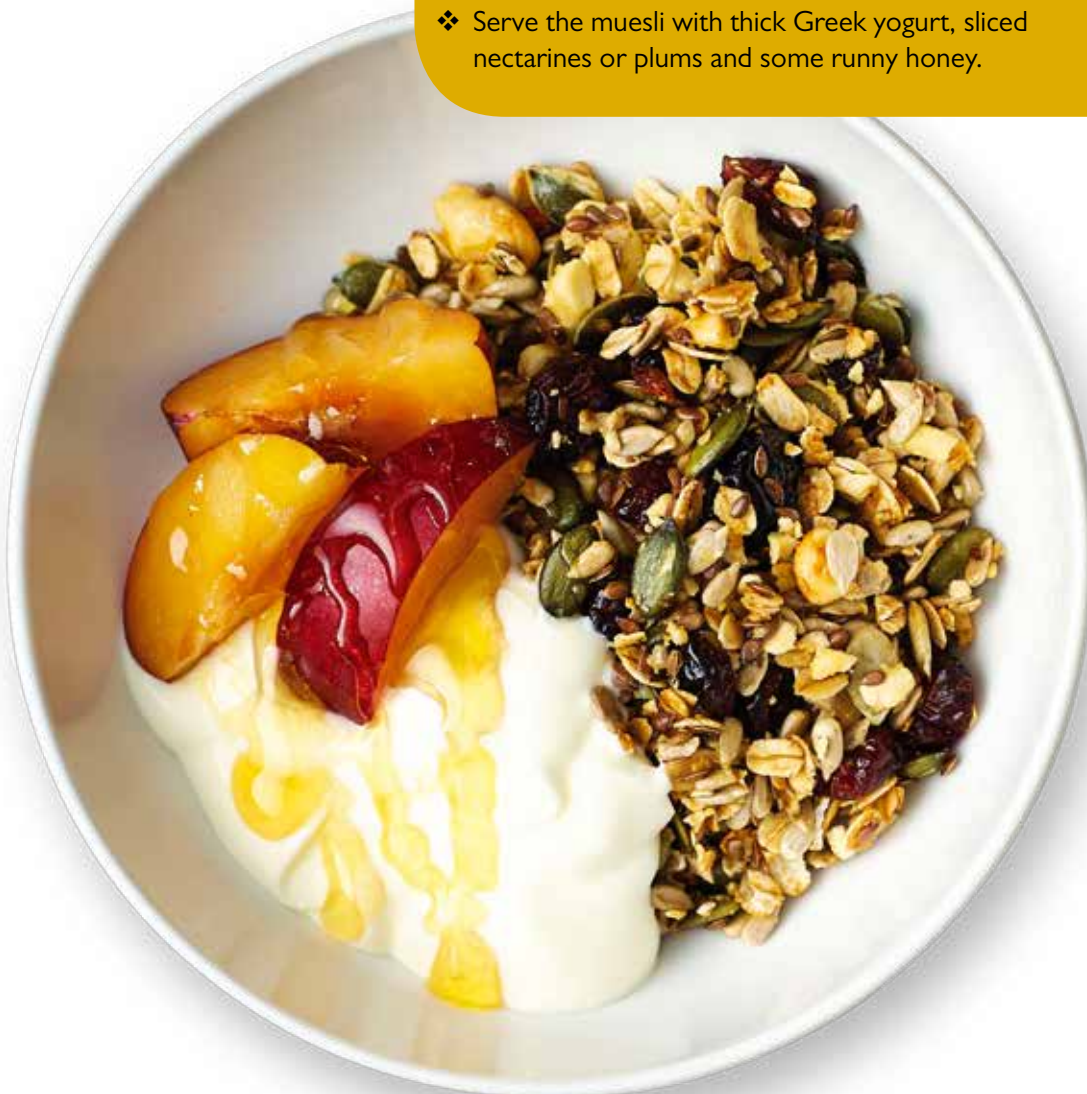 ❖ Serve the muesli with thick Greek yogurt, sliced
nectarines or plums and some runny honey.